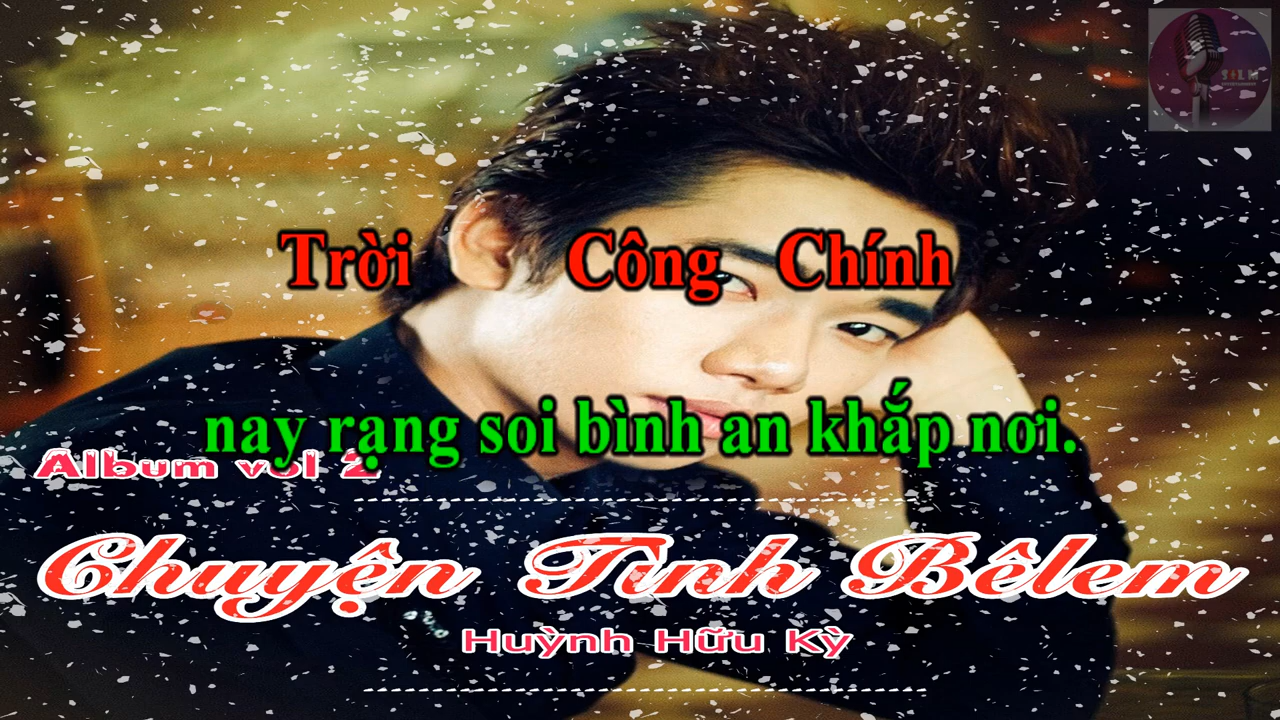 Trời Công Chính
nay rạng soi bình an khắp nơi.
Album vol 2
Chuyện Tình Bêlem
Huỳnh Hữu Kỳ